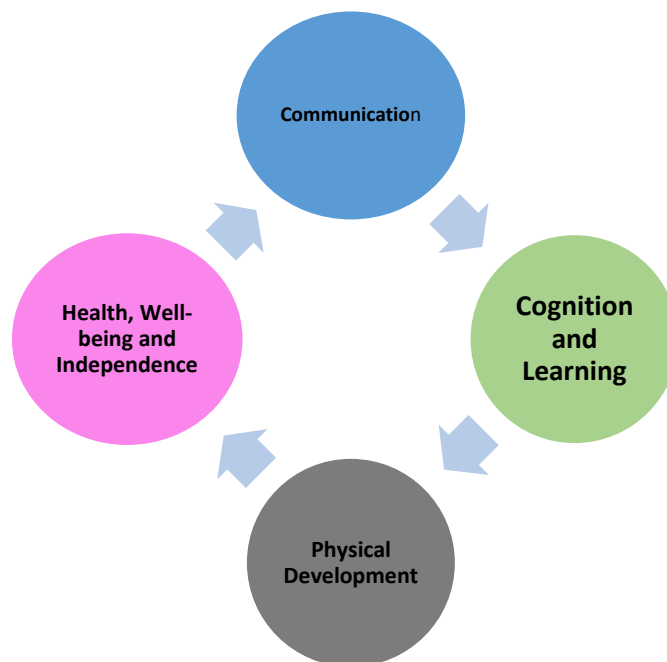 Communication
Cognition
and
Learning
Physical
Development
Health, Well-
being and
Independence